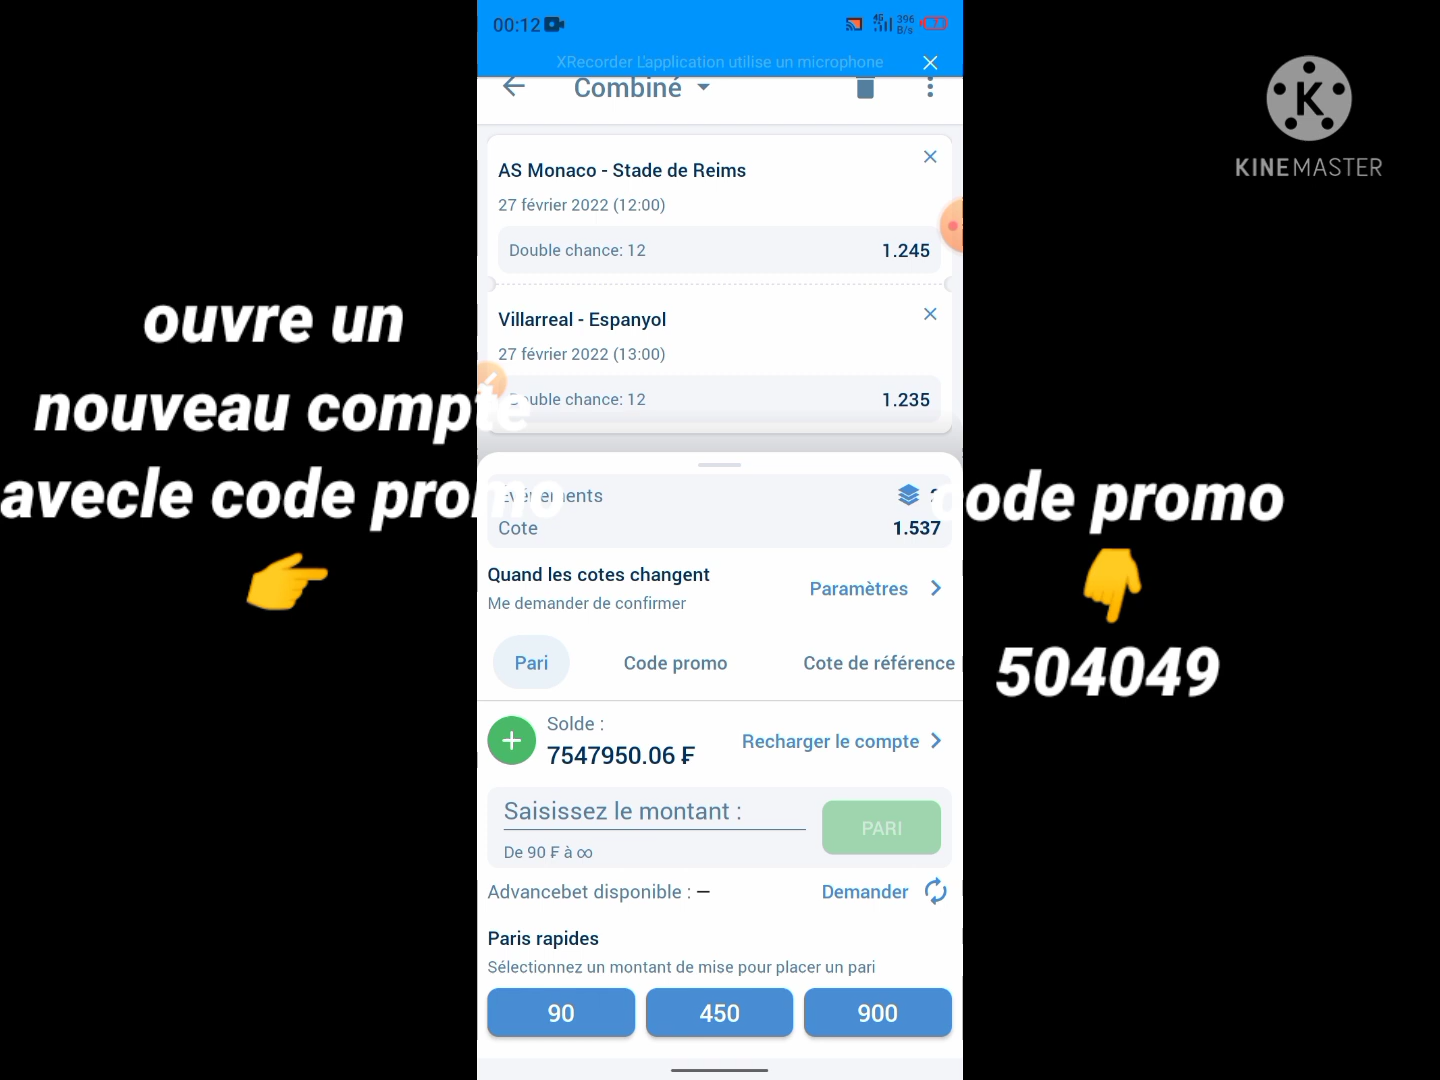 00:12
4G
396
B/s
XRecorder L'application utilise un microphone
Combiné
AS Monaco - Stade de Reims
27 février 2022 (12:00)
Double chance: 12 1.245
Villarreal - Espanyol
27 février 2022 (13:00)
Double chance: 12 1.235
Événements
Cote 1.537
Quand les cotes changent
Me demander de confirmer
Paramètres
Pari Code promo Cote de référence
Solde :
7547950.06 ₣
Recharger le compte
Saisissez le montant :
PARI
De 90 ₣ à ∞
Advancebet disponible : — Demander
Paris rapides
Sélectionnez un montant de mise pour placer un pari
90 450 900
ouvre un
nouveau compte
avecle code promo
👉
code promo
👇
504049
K
KINEMASTER